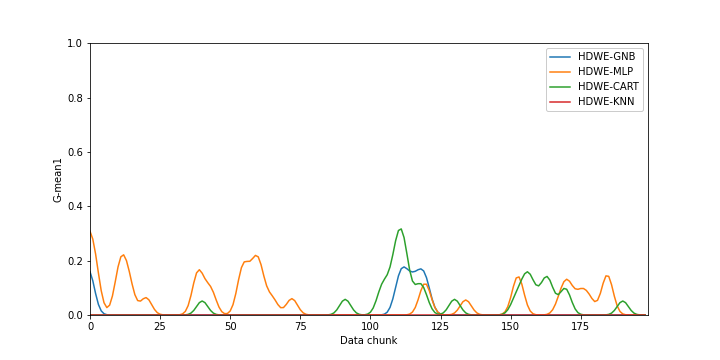 1.0
0.8
0.6
0.4
0.2
0.0
G-mean1
HDWE-GNB
HDWE-MLP
HDWE-CART
HDWE-KNN
0 25 50 75 100 125 150 175
Data chunk